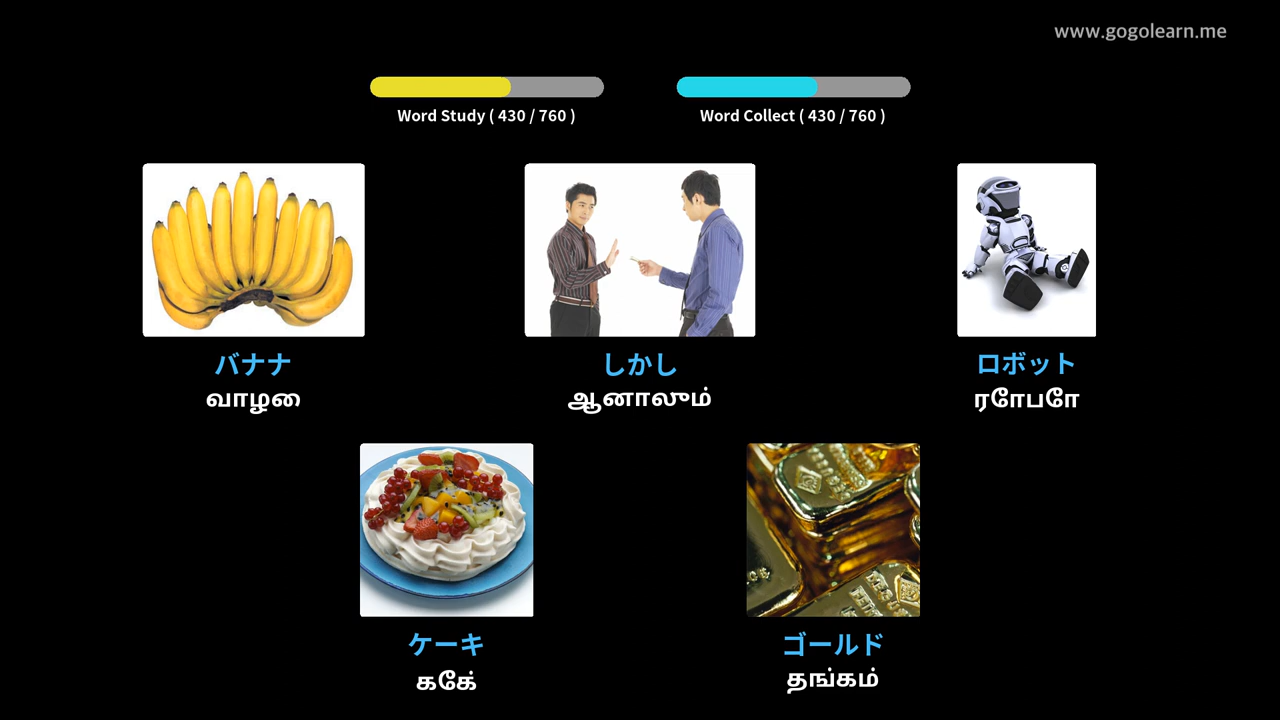 www.gogolearn.me
Word Study ( 430 / 760 )
Word Collect ( 430 / 760 )
バナナ
வாழை
しかし
ஆனாலும்
ロボット
ரோபோ
ケーキ
கேக்
ゴールド
தங்கம்